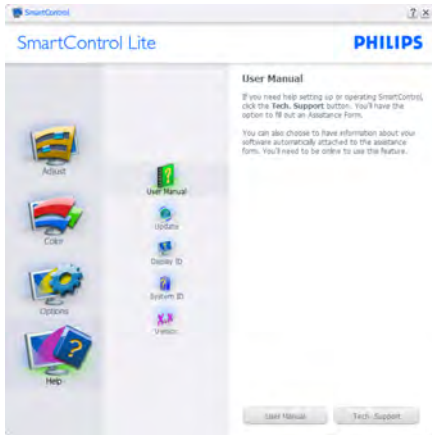 SmartControl
SmartControl Lite
PHILIPS
Adjust
Color
Options
Help
User Manual
Update
Display ID
System ID
Version
User Manual
If you need help setting up or operating SmartControl,
click the Tech. Support button. You'll have the
option to fill out an Assistance Form.
You can also choose to have information about your
software automatically attached to the assistance
form. You'll need to be online to use this feature.
User Manual
Tech. Support